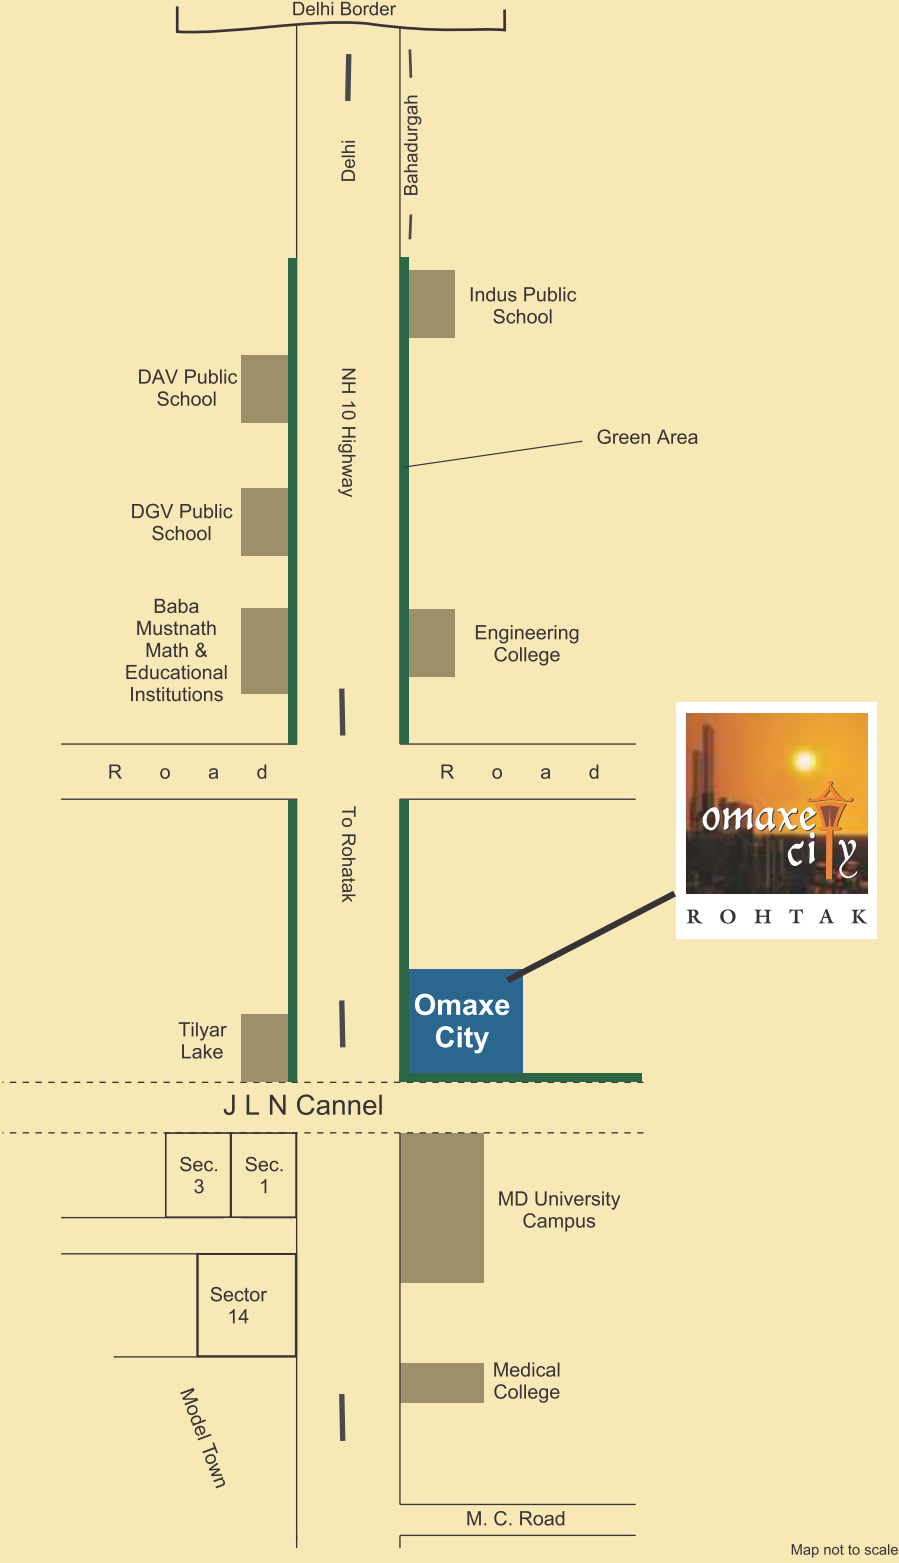 Delhi Border
Delhi
Bahadurgah
Indus Public
School
DAV Public
School
NH 10 Highway
Green Area
DGV Public
School
Baba
Mustnath
Math &
Educational
Institutions
Engineering
College
R o a d
R o a d
To Rohatak
omaxe
city
ROHTAK
Omaxe
City
Tilyar
Lake
J L N Cannel
Sec.
3
Sec.
1
MD University
Campus
Sector
14
Medical
College
Model Town
M. C. Road
Map not to scale